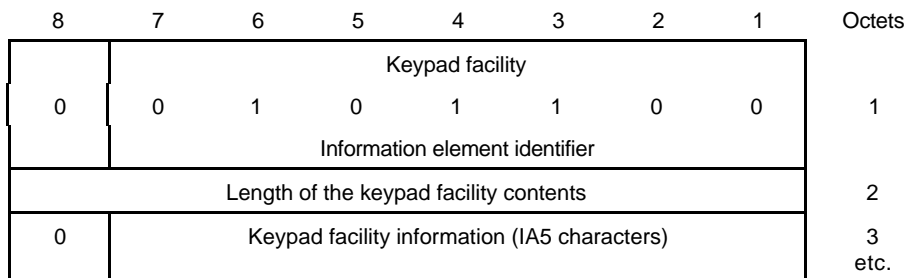 8 7 6 5 4 3 2 1 Octets
Keypad facility
0 0 1 0 1 1 0 0 1
Information element identifier
Length of the keypad facility contents 2
0 Keypad facility information (IA5 characters) 3
etc.